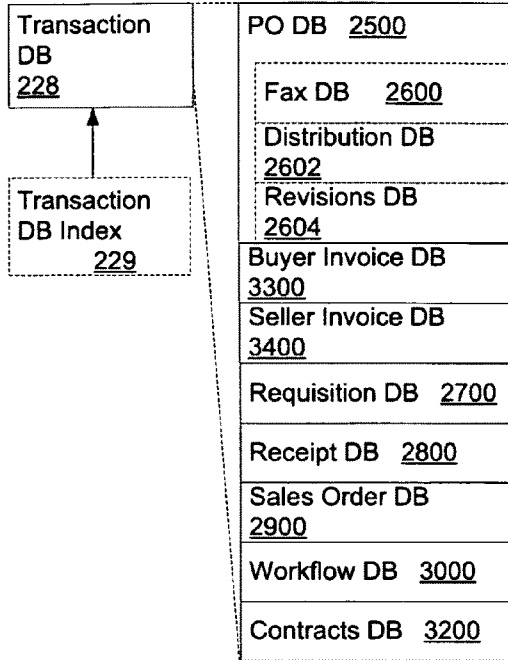 Transaction
DB
228
Transaction
DB Index
229
PO DB 2500
Fax DB 2600
Distribution DB
2602
Revisions DB
2604
Buyer Invoice DB
3300
Seller Invoice DB
3400
Requisition DB 2700
Receipt DB 2800
Sales Order DB
2900
Workflow DB 3000
Contracts DB 3200